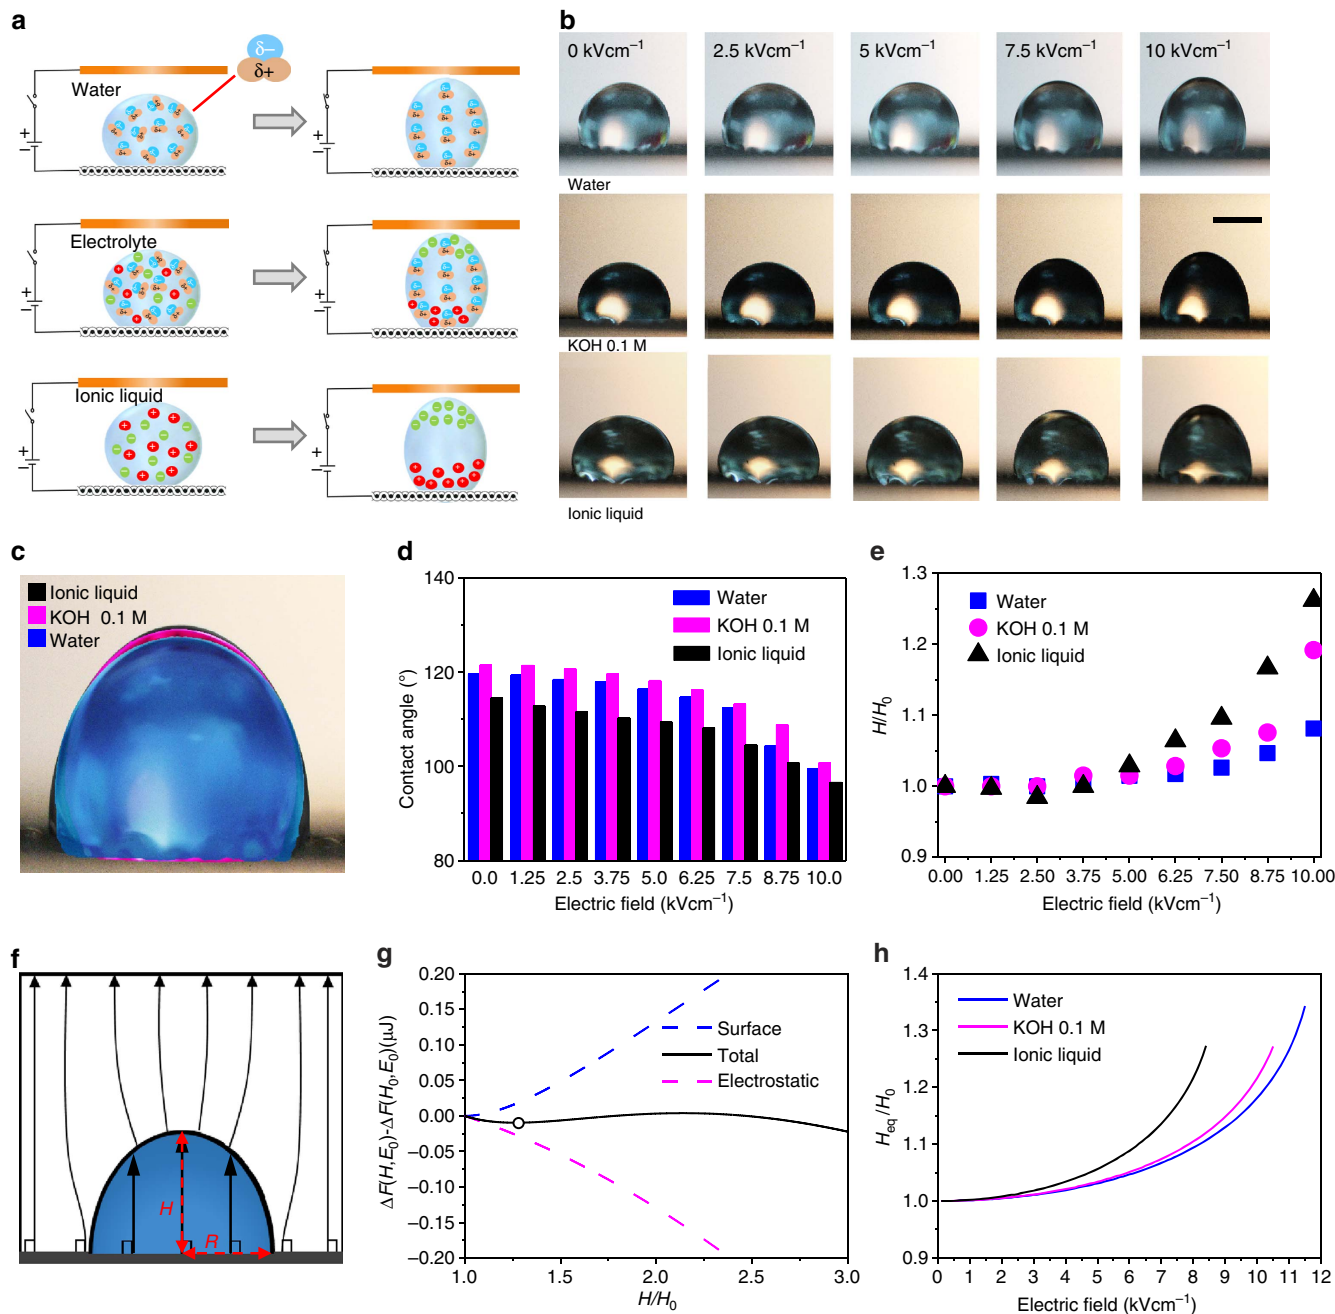 a
δ−
δ+
Water
+
−
+
−
Electrolyte
+
−
+
−
Ionic liquid
+
−
+
−
b
0 kVcm⁻¹
2.5 kVcm⁻¹
5 kVcm⁻¹
7.5 kVcm⁻¹
10 kVcm⁻¹
Water
KOH 0.1 M
Ionic liquid
c
Ionic liquid
KOH 0.1 M
Water
d
140
120
100
80
Contact angle (°)
Water
KOH 0.1 M
Ionic liquid
0.0 1.25 2.5 3.75 5.0 6.25 7.5 8.75 10.0
Electric field (kVcm⁻¹)
e
1.3
1.2
1.1
1.0
0.9
H/H₀
Water
KOH 0.1 M
Ionic liquid
0.00 1.25 2.50 3.75 5.00 6.25 7.50 8.75 10.00
Electric field (kVcm⁻¹)
f
H
R
g
0.20
0.15
0.10
0.05
0.00
−0.05
−0.10
−0.15
−0.20
ΔF(H,E₀)-ΔF(H₀,E₀)(μJ)
Surface
Total
Electrostatic
1.0 1.5 2.0 2.5 3.0
H/H₀
h
1.4
1.3
1.2
1.1
1.0
0.9
H_eq/H₀
Water
KOH 0.1 M
Ionic liquid
0 1 2 3 4 5 6 7 8 9 10 11 12
Electric field (kVcm⁻¹)